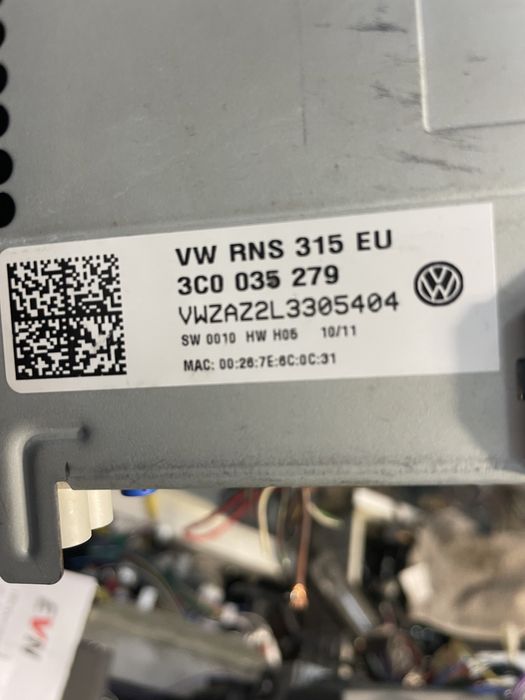 VW RNS 315 EU
3C0 035 279
VWZAZ2L3305404
SW 0010 HW H05 10/11
MAC: 00:26:7E:6C:0C:31
EVN